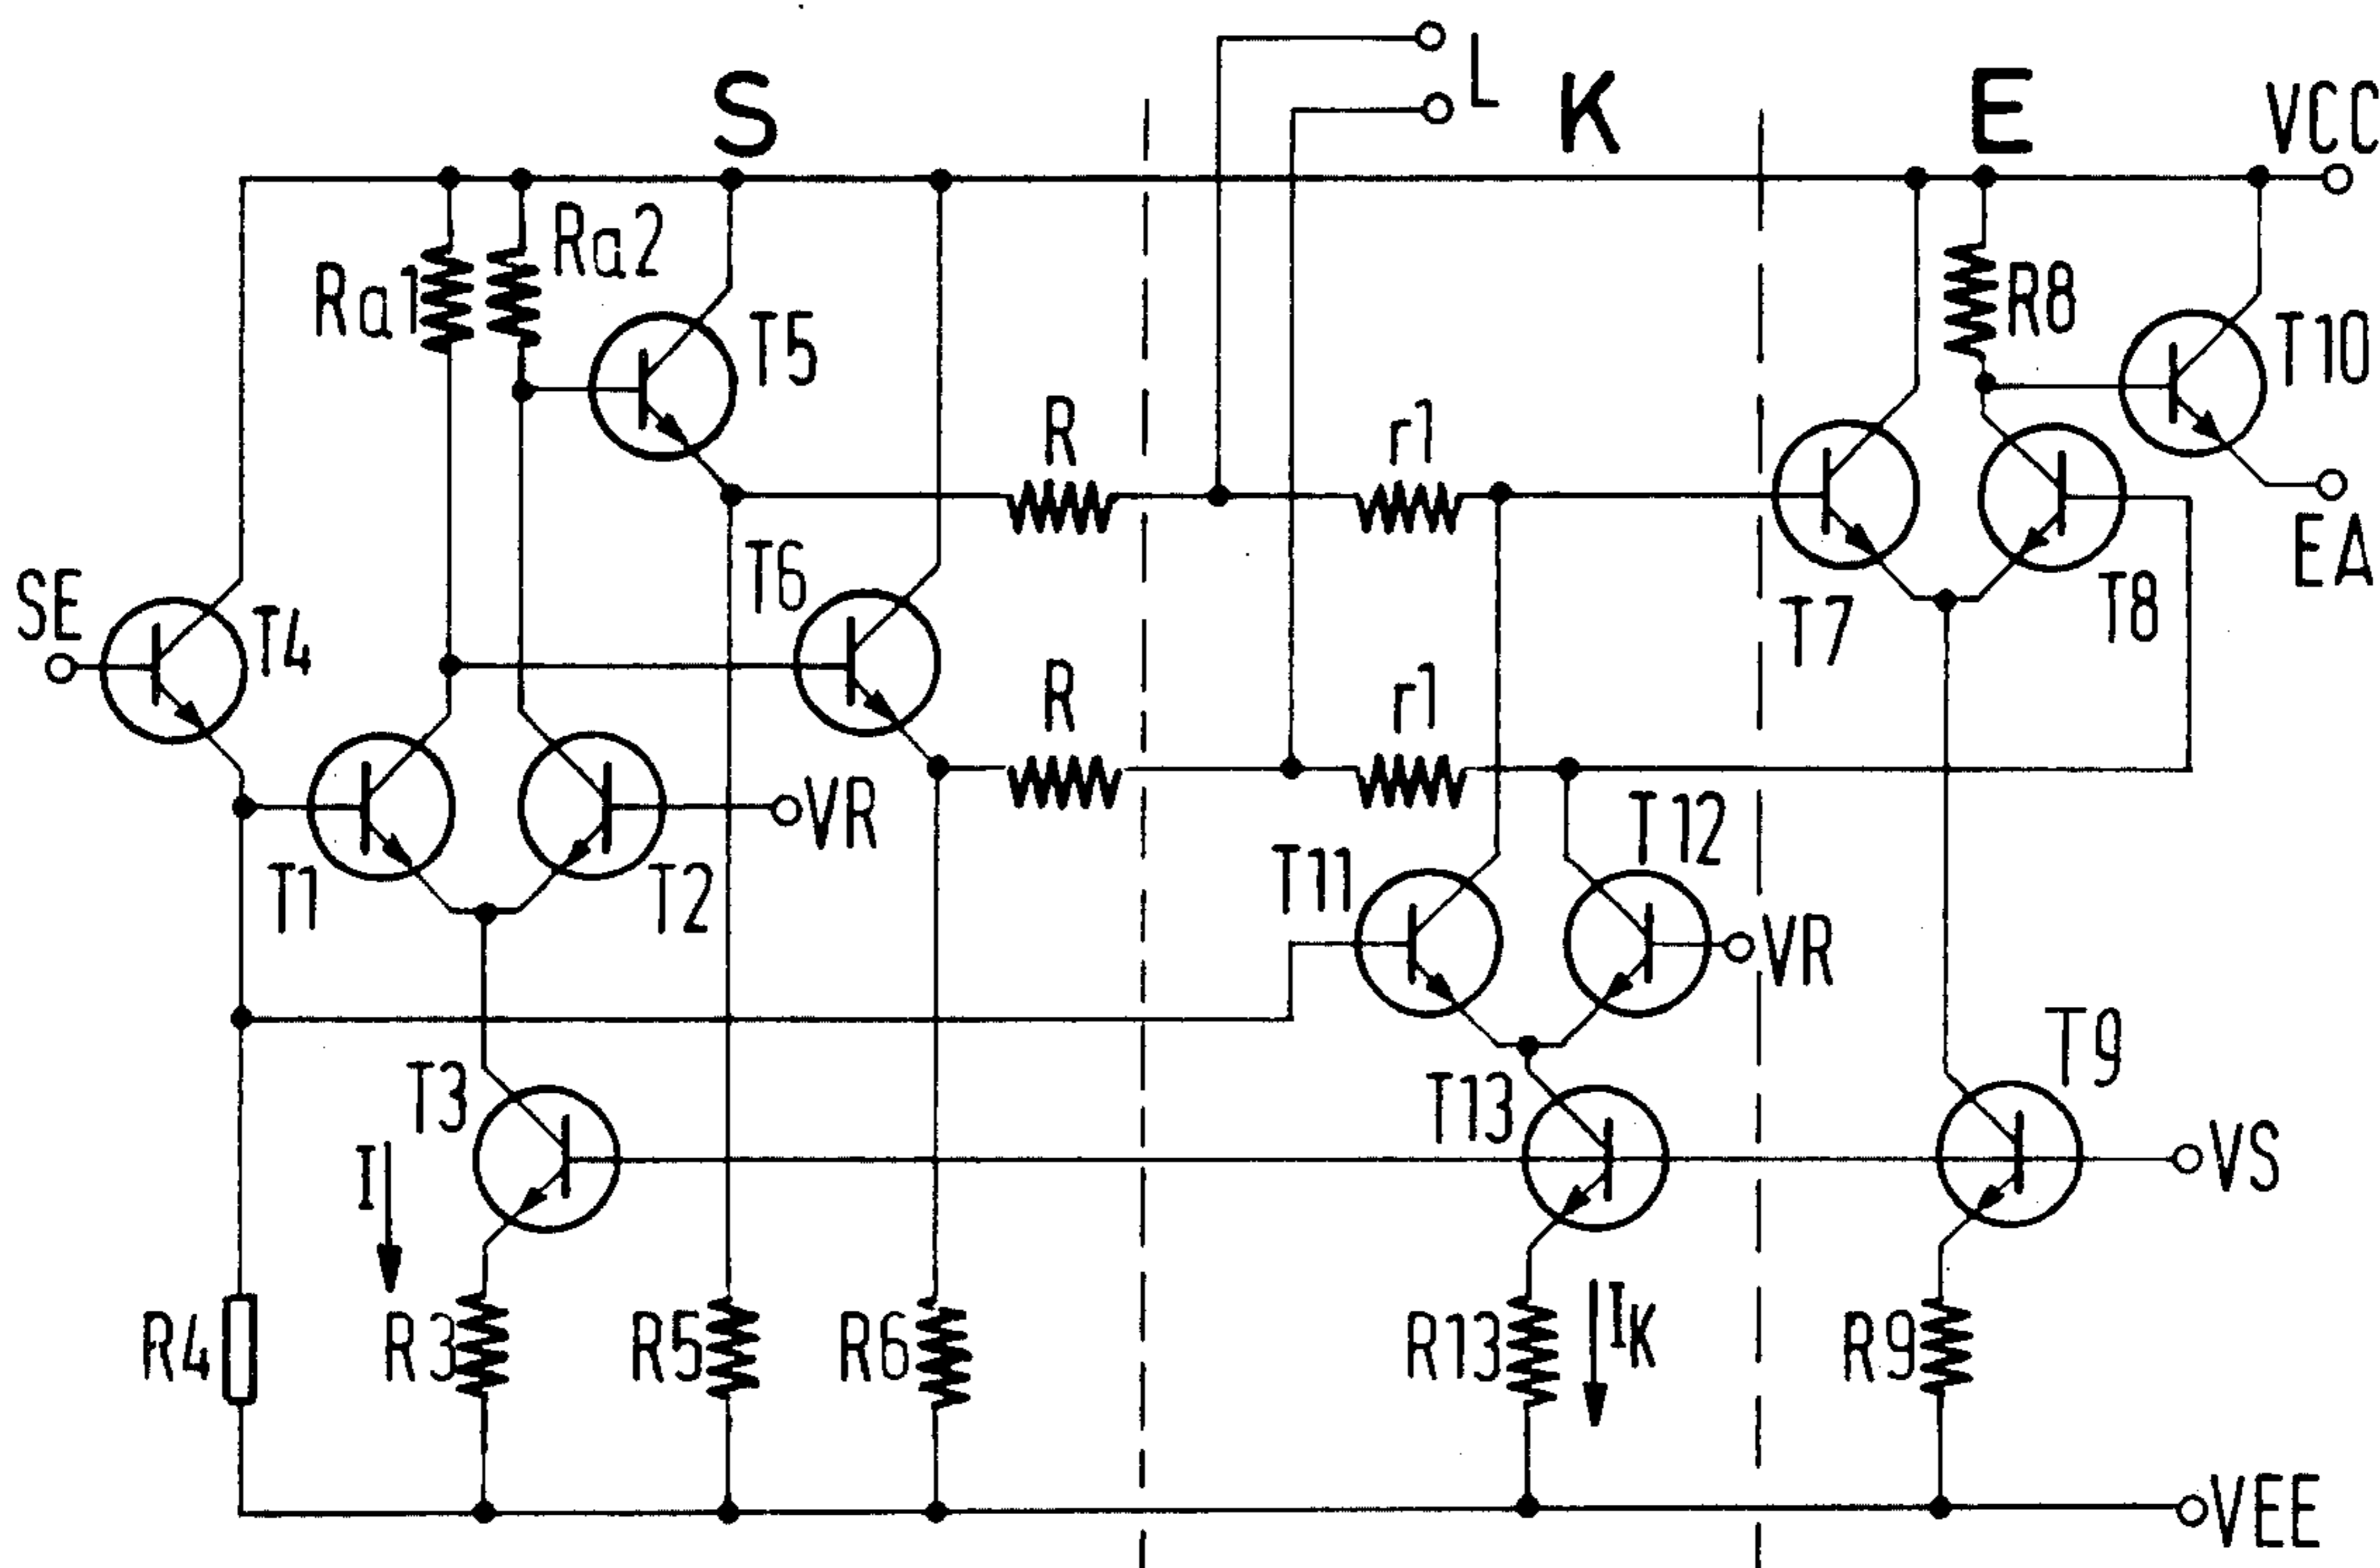 L
S
K
E
VCC
Ra1
Ra2
T5
R8
T10
R
r1
EA
SE
T4
T6
T7
T8
R
r1
VR
T12
T1
T2
T11
VR
T3
T13
T9
I
VS
R4
R3
R5
R6
R13
IK
R9
VEE